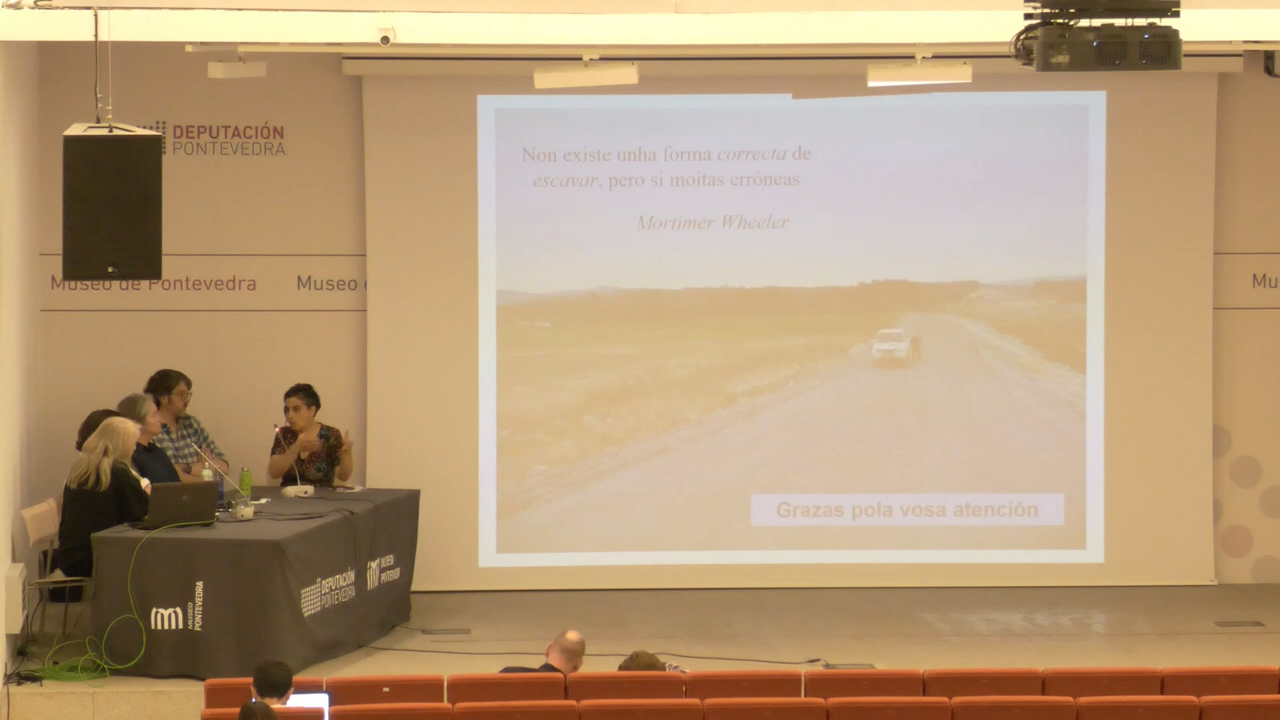 DEPUTACIÓN
PONTEVEDRA
Museo de Pontevedra
Museo
Non existe unha forma correcta de
escavar, pero si moitas erróneas
Mortimer Wheeler
Grazas pola vosa atención
Mu
MUSEO
PONTEVEDRA
DEPUTACIÓN
PONTEVEDRA
MUSEO